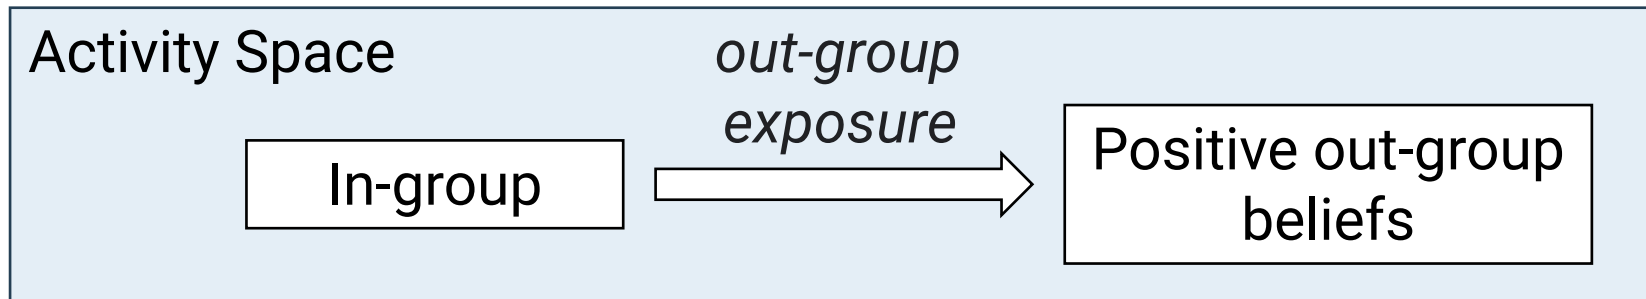 Activity Space
out-group
exposure
In-group
Positive out-group
beliefs